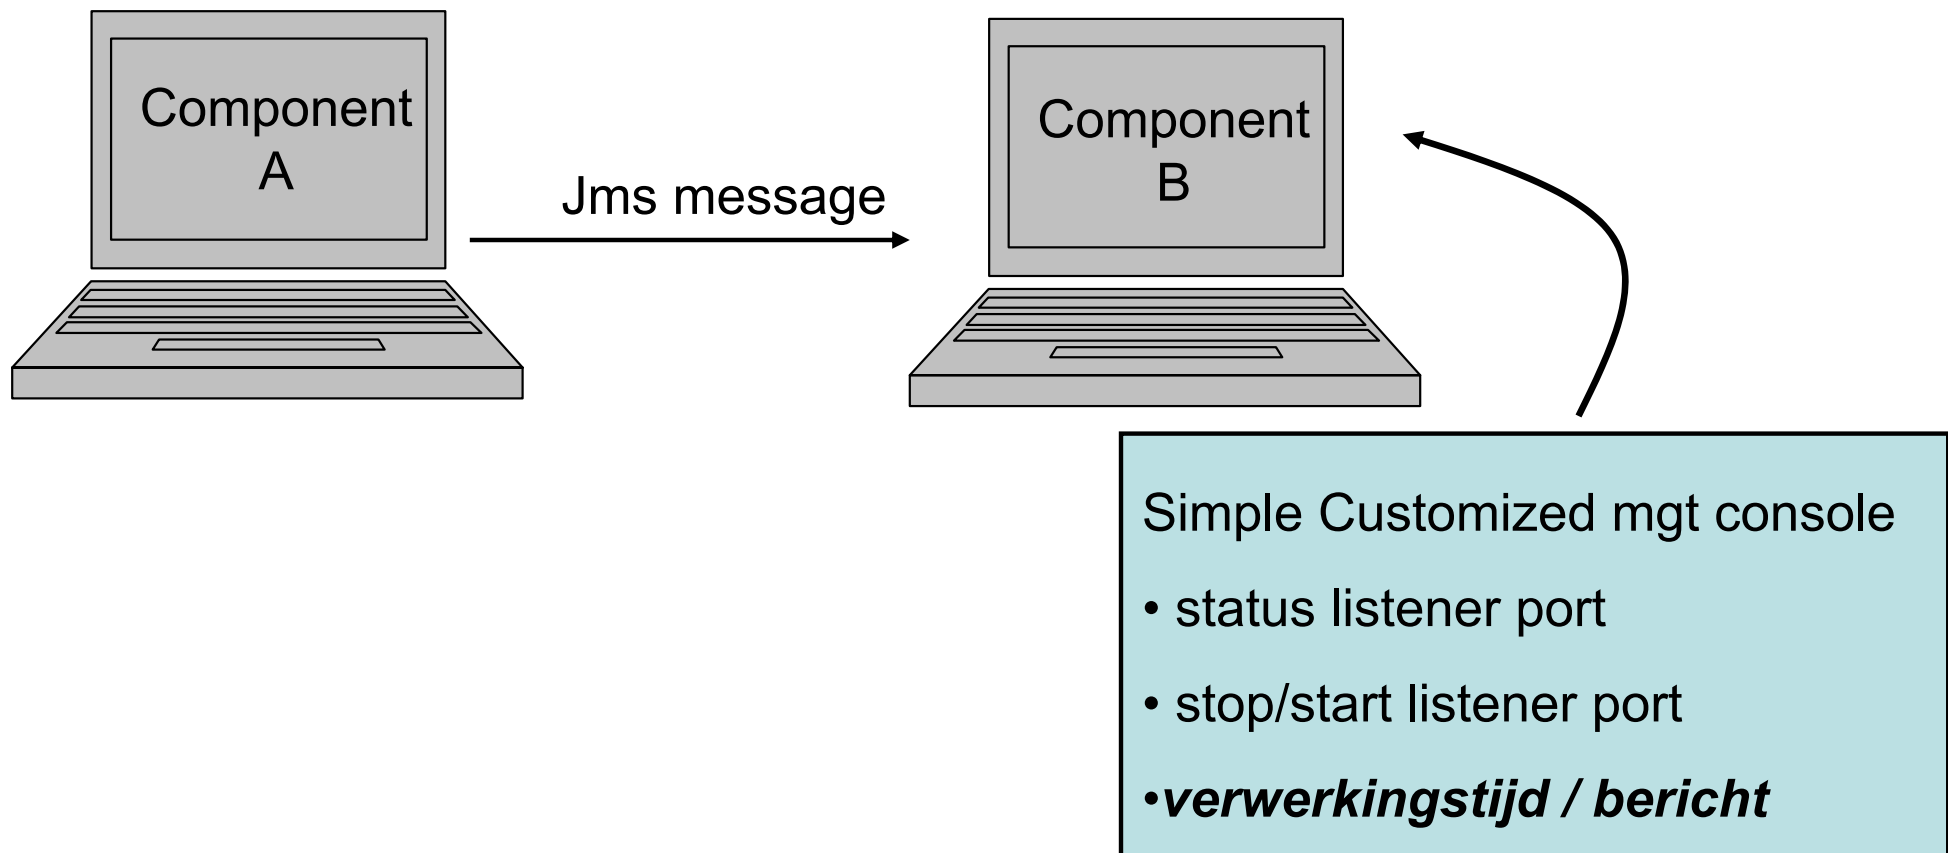 Component
A
Jms message
Component
B
Simple Customized mgt console
• status listener port
• stop/start listener port
•verwerkingstijd / bericht